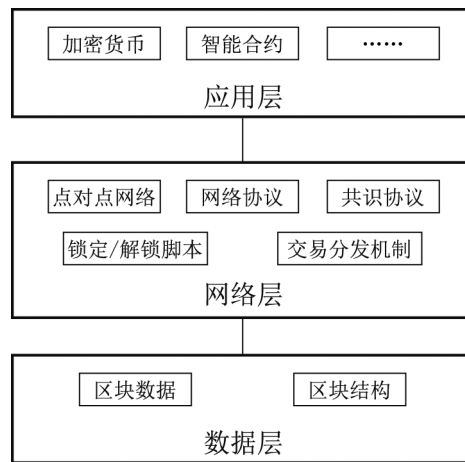 加密货币 智能合约 ······
应用层
点对点网络 网络协议 共识协议
锁定/解锁脚本 交易分发机制
网络层
区块数据 区块结构
数据层